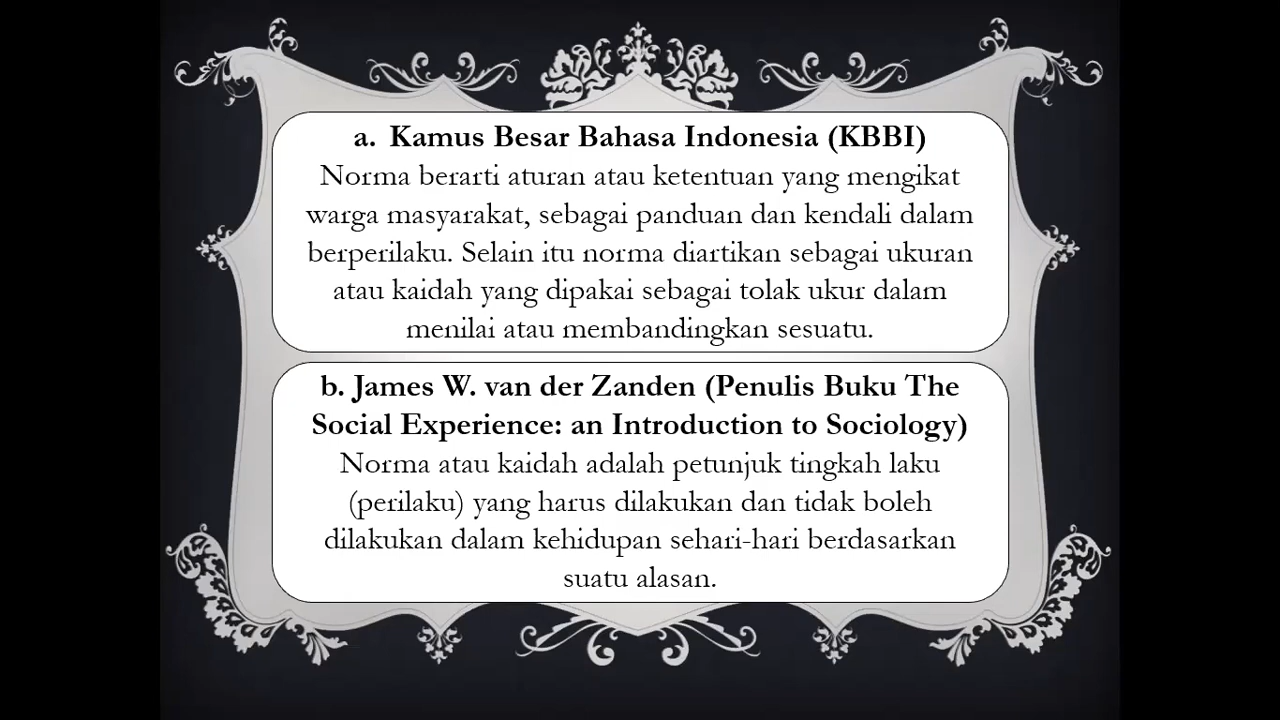 a. Kamus Besar Bahasa Indonesia (KBBI)
Norma berarti aturan atau ketentuan yang mengikat
warga masyarakat, sebagai panduan dan kendali dalam
berperilaku. Selain itu norma diartikan sebagai ukuran
atau kaidah yang dipakai sebagai tolak ukur dalam
menilai atau membandingkan sesuatu.
b. James W. van der Zanden (Penulis Buku The
Social Experience: an Introduction to Sociology)
Norma atau kaidah adalah petunjuk tingkah laku
(perilaku) yang harus dilakukan dan tidak boleh
dilakukan dalam kehidupan sehari-hari berdasarkan
suatu alasan.